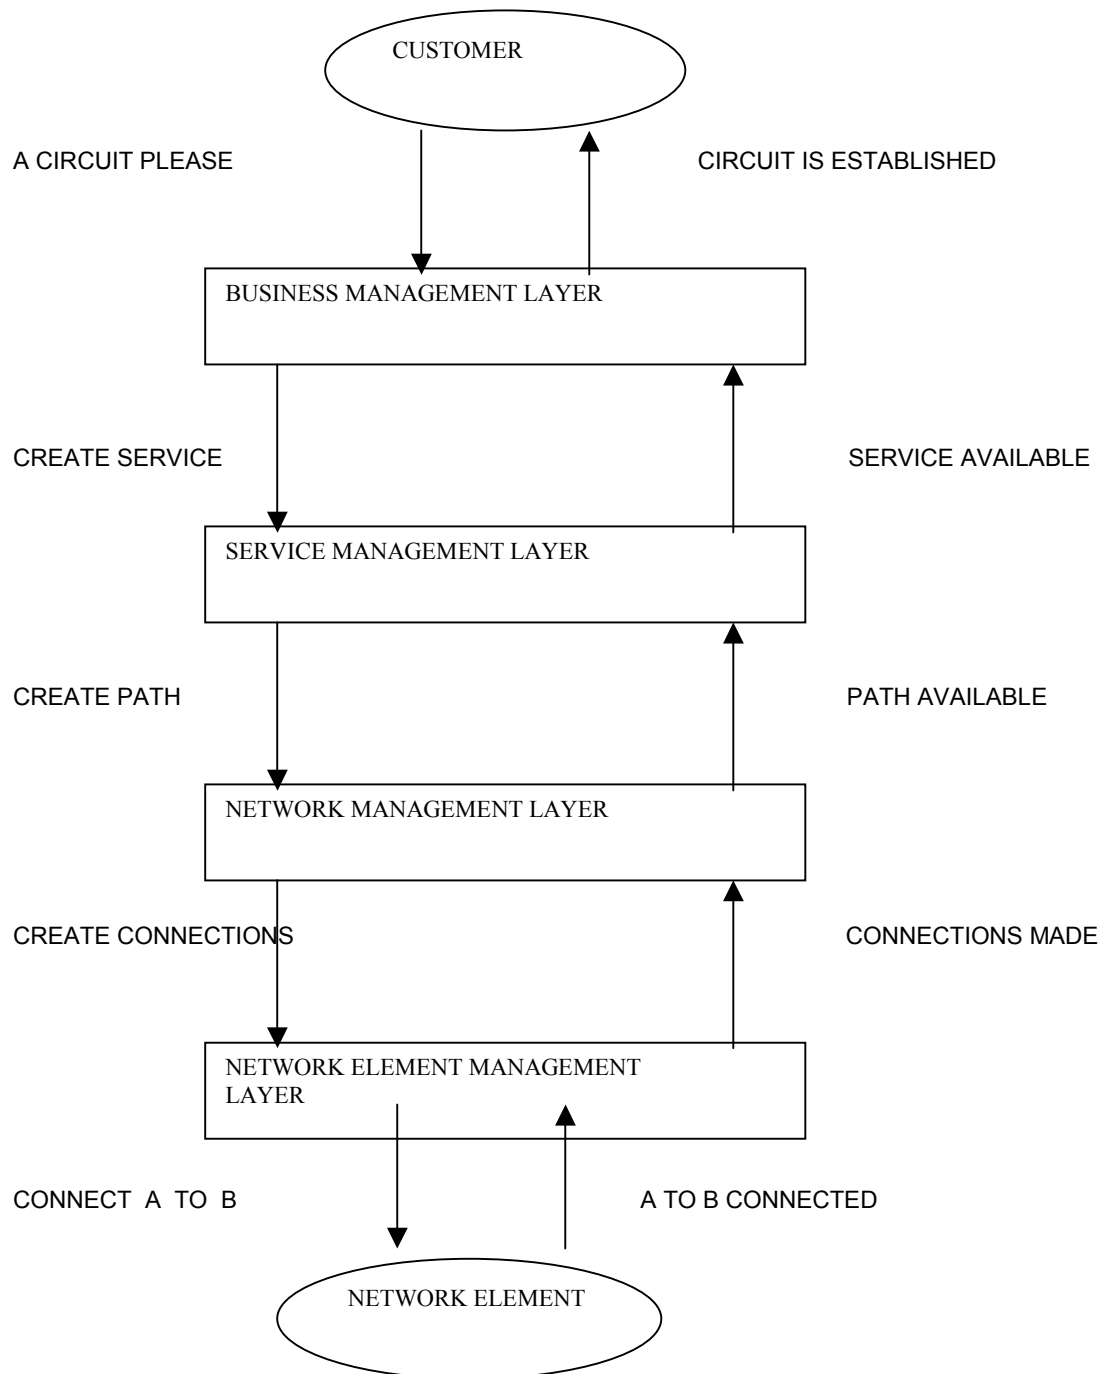 CUSTOMER
A CIRCUIT PLEASE
CIRCUIT IS ESTABLISHED
BUSINESS MANAGEMENT LAYER
CREATE SERVICE
SERVICE AVAILABLE
SERVICE MANAGEMENT LAYER
CREATE PATH
PATH AVAILABLE
NETWORK MANAGEMENT LAYER
CREATE CONNECTIONS
CONNECTIONS MADE
NETWORK ELEMENT MANAGEMENT
LAYER
CONNECT A TO B
A TO B CONNECTED
NETWORK ELEMENT